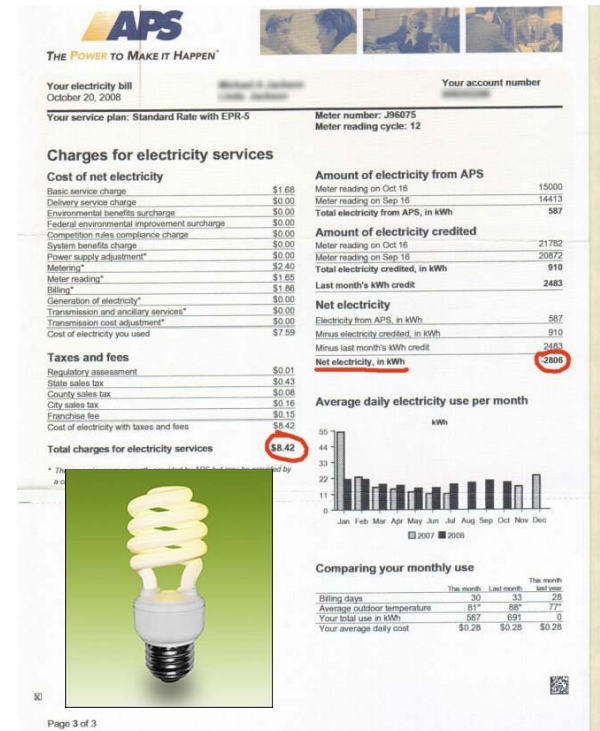 APS
THE POWER TO MAKE IT HAPPEN
Your electricity bill
October 20, 2008
Your account number
Your service plan: Standard Rate with EPR-5
Meter number: J96075
Meter reading cycle: 12
Charges for electricity services
Cost of net electricity
Basic service charge $1.68
Delivery service charge $0.00
Environmental benefits surcharge $0.00
Federal environmental improvement surcharge $0.00
Competition rules compliance charge $0.00
System benefits charge $0.00
Power supply adjustment* $0.00
Metering* $2.40
Meter reading* $1.65
Billing* $1.86
Generation of electricity* $0.00
Transmission and ancillary services* $0.00
Transmission cost adjustment* $0.00
Cost of electricity you used $7.59
Taxes and fees
Regulatory assessment $0.01
State sales tax $0.43
County sales tax $0.08
City sales tax $0.16
Franchise fee $0.15
Cost of electricity with taxes and fees $8.42
Total charges for electricity services $8.42
Amount of electricity from APS
Meter reading on Oct 16 15000
Meter reading on Sep 16 14413
Total electricity from APS, in kWh 587
Amount of electricity credited
Meter reading on Oct 16 21782
Meter reading on Sep 16 20872
Total electricity credited, in kWh 910
Last month's kWh credit 2483
Net electricity
Electricity from APS, in kWh 587
Minus electricity credited, in kWh 910
Minus last month's kWh credit 2483
Net electricity, in kWh -2806
Average daily electricity use per month
kWh
55
44
33
22
11
0
Jan Feb Mar Apr May Jun Jul Aug Sep Oct Nov Dec
2007 2008
Comparing your monthly use
This month Last month This month last year
Billing days 30 33 28
Average outdoor temperature 81° 88° 77°
Your total use in kWh 587 691 0
Your average daily cost $0.28 $0.28 $0.28
Page 3 of 3